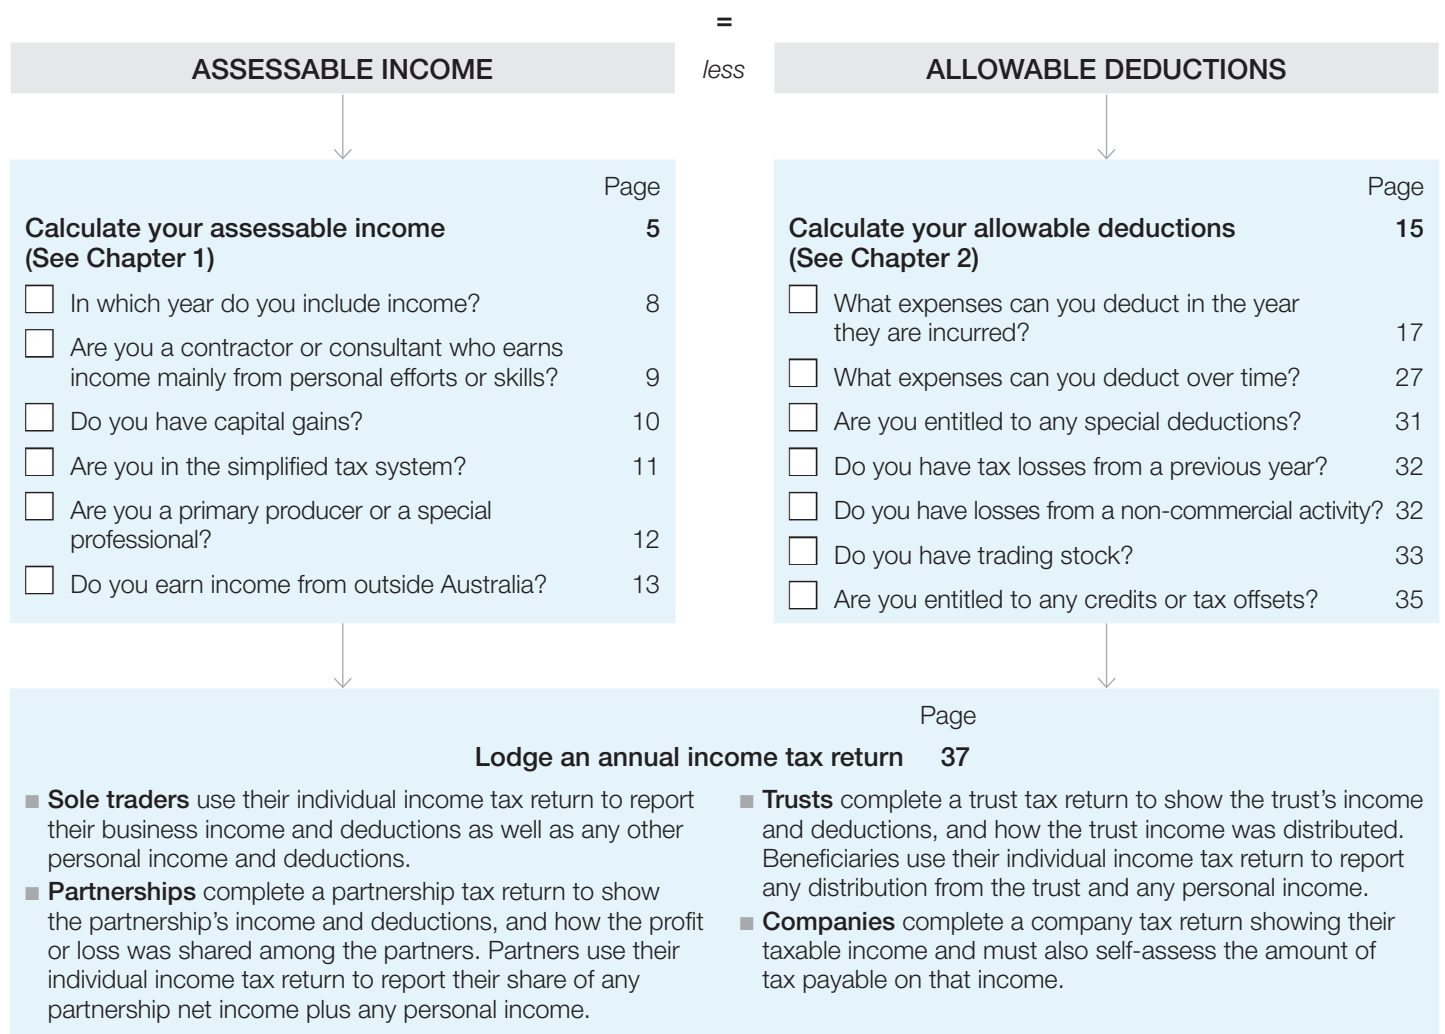 =
ASSESSABLE INCOME less ALLOWABLE DEDUCTIONS
Page
Calculate your assessable income 5
(See Chapter 1)
In which year do you include income? 8
Are you a contractor or consultant who earns
income mainly from personal efforts or skills? 9
Do you have capital gains? 10
Are you in the simplified tax system? 11
Are you a primary producer or a special
professional? 12
Do you earn income from outside Australia? 13
Page
Calculate your allowable deductions 15
(See Chapter 2)
What expenses can you deduct in the year
they are incurred? 17
What expenses can you deduct over time? 27
Are you entitled to any special deductions? 31
Do you have tax losses from a previous year? 32
Do you have losses from a non-commercial activity? 32
Do you have trading stock? 33
Are you entitled to any credits or tax offsets? 35
Page
Lodge an annual income tax return 37
■ Sole traders use their individual income tax return to report
their business income and deductions as well as any other
personal income and deductions.
■ Partnerships complete a partnership tax return to show
the partnership's income and deductions, and how the profit
or loss was shared among the partners. Partners use their
individual income tax return to report their share of any
partnership net income plus any personal income.
■ Trusts complete a trust tax return to show the trust's income
and deductions, and how the trust income was distributed.
Beneficiaries use their individual income tax return to report
any distribution from the trust and any personal income.
■ Companies complete a company tax return showing their
taxable income and must also self-assess the amount of
tax payable on that income.